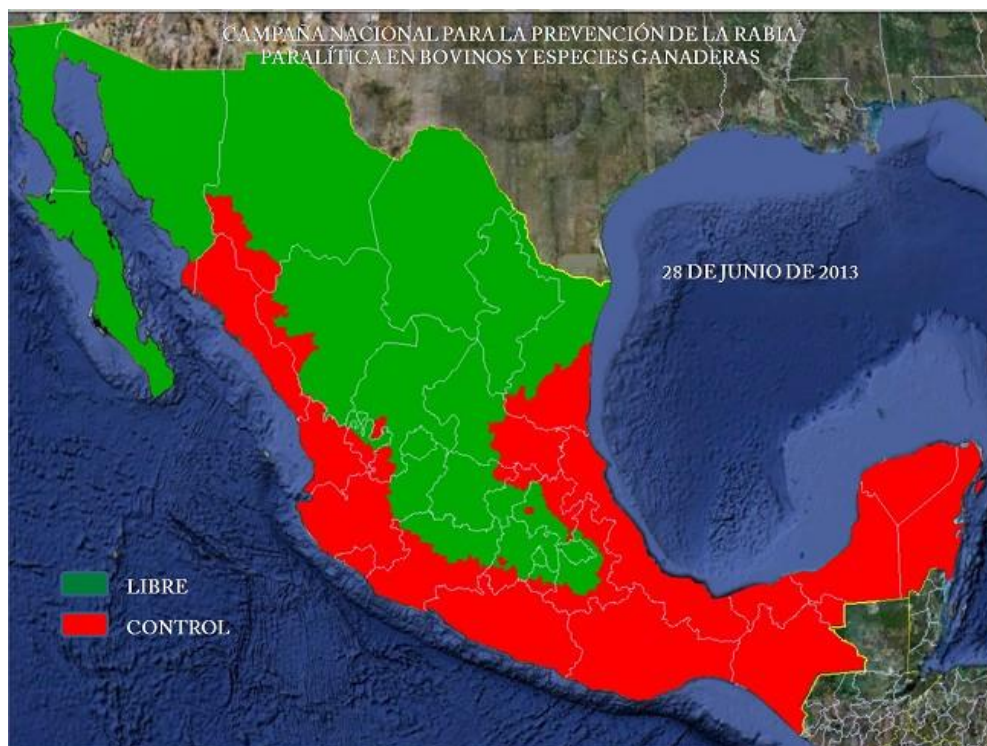 CAMPAÑA NACIONAL PARA LA PREVENCIÓN DE LA RABIA
PARALÍTICA EN BOVINOS Y ESPECIES GANADERAS
28 DE JUNIO DE 2013
LIBRE
CONTROL